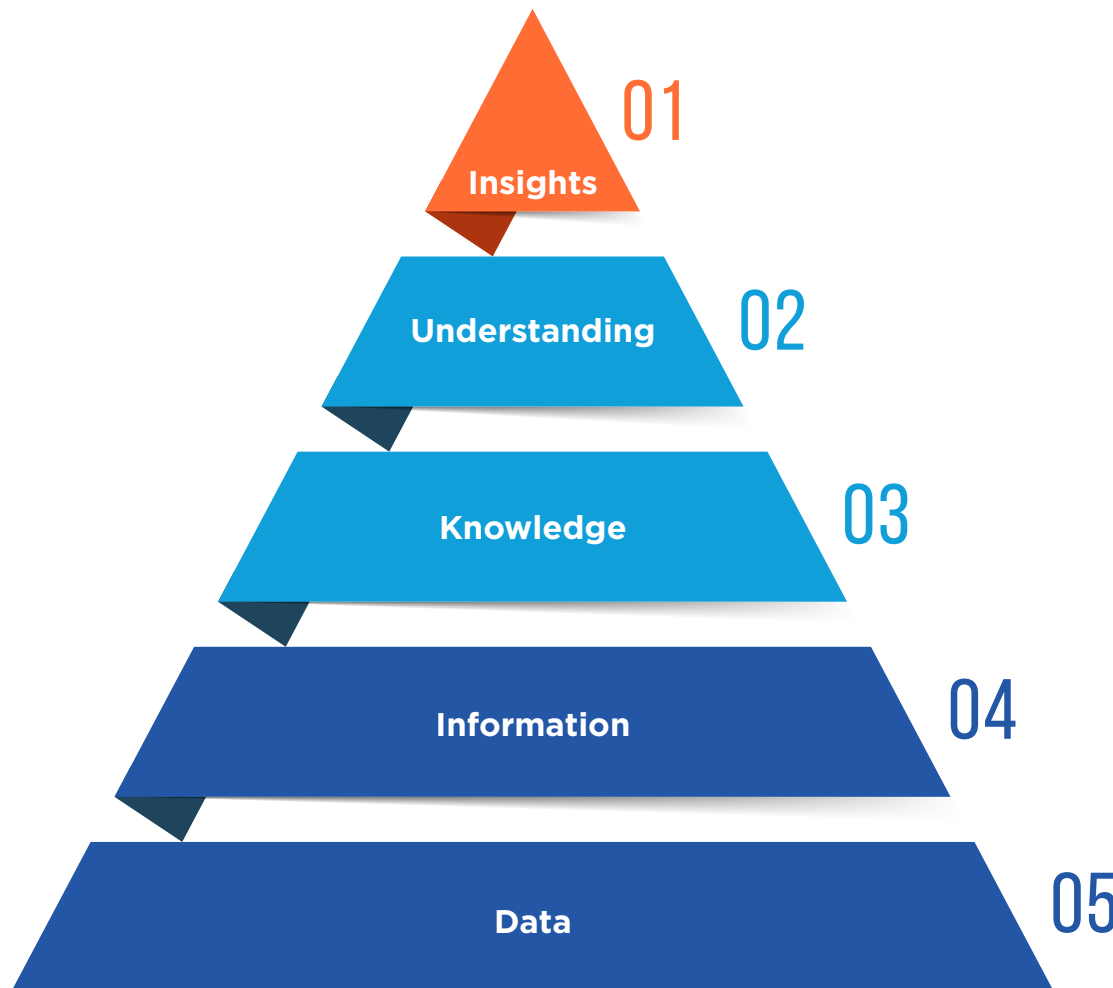 01
Insights
02
Understanding
03
Knowledge
04
Information
05
Data